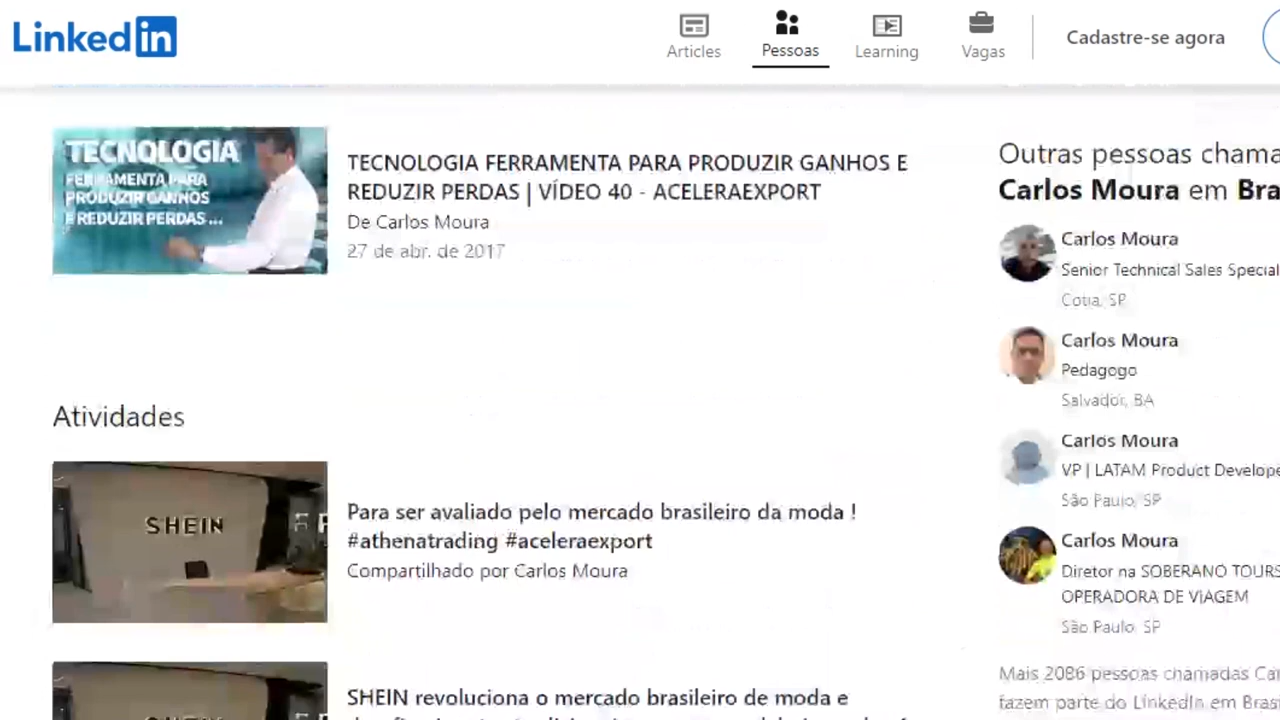 LinkedIn
Articles
Pessoas
Learning
Vagas
Cadastre-se agora
TECNOLOGIA
FERRAMENTA PARA
PRODUZIR GANHOS
E REDUZIR PERDAS ...
TECNOLOGIA FERRAMENTA PARA PRODUZIR GANHOS E
REDUZIR PERDAS | VÍDEO 40 - ACELERAEXPORT
De Carlos Moura
27 de abr. de 2017
Atividades
SHEIN
Para ser avaliado pelo mercado brasileiro da moda !
#athenatrading #aceleraexport
Compartilhado por Carlos Moura
SHEIN revoluciona o mercado brasileiro de moda e
Outras pessoas chama
Carlos Moura em Bra
Carlos Moura
Senior Technical Sales Special
Cotia, SP
Carlos Moura
Pedagogo
Salvador, BA
Carlos Moura
VP | LATAM Product Develope
São Paulo, SP
Carlos Moura
Diretor na SOBERANO TOURS
OPERADORA DE VIAGEM
São Paulo, SP
Mais 2086 pessoas chamadas Ca
fazem parte do LinkedIn em Bras